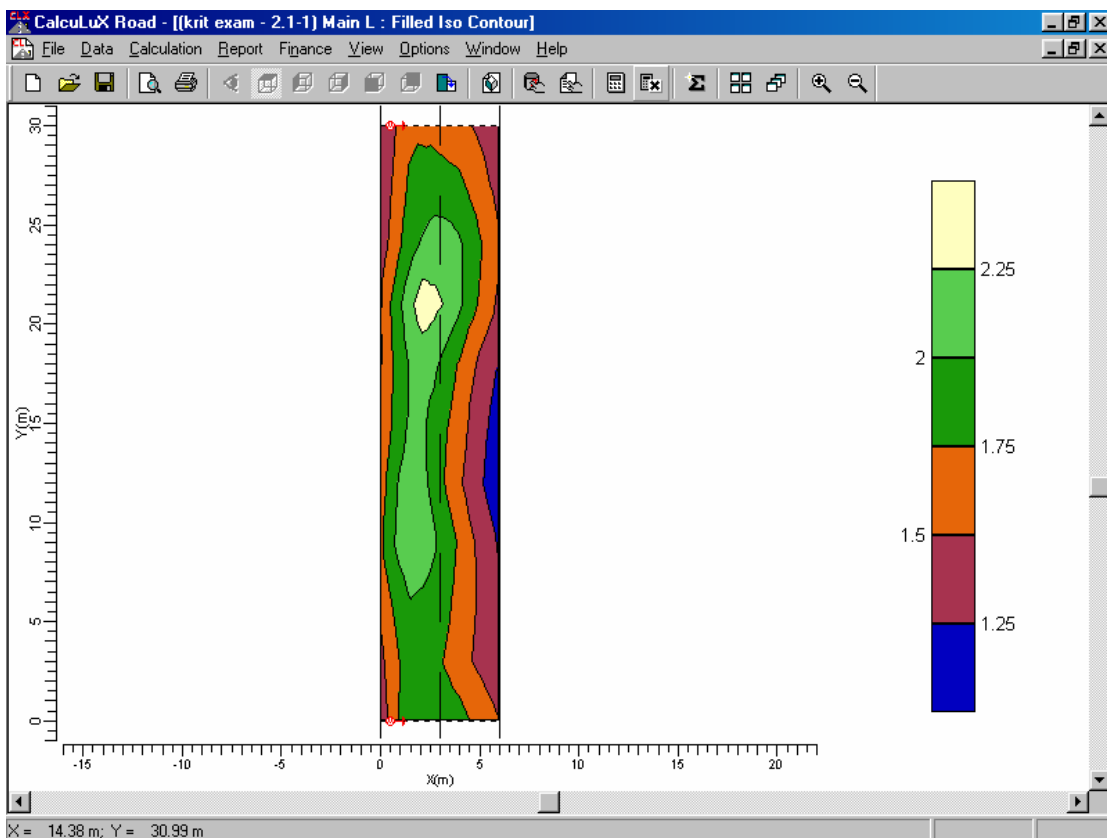 CalcuLuX Road - [(krit exam - 2.1-1) Main L : Filled Iso Contour]
File Data Calculation Report Finance View Options Window Help
30
25
20
15
10
5
0
Y(m)
-15 -10 -5 0 5 10 15 20
X(m)
2.25
2
1.75
1.5
1.25
X = 14.38 m; Y = 30.99 m